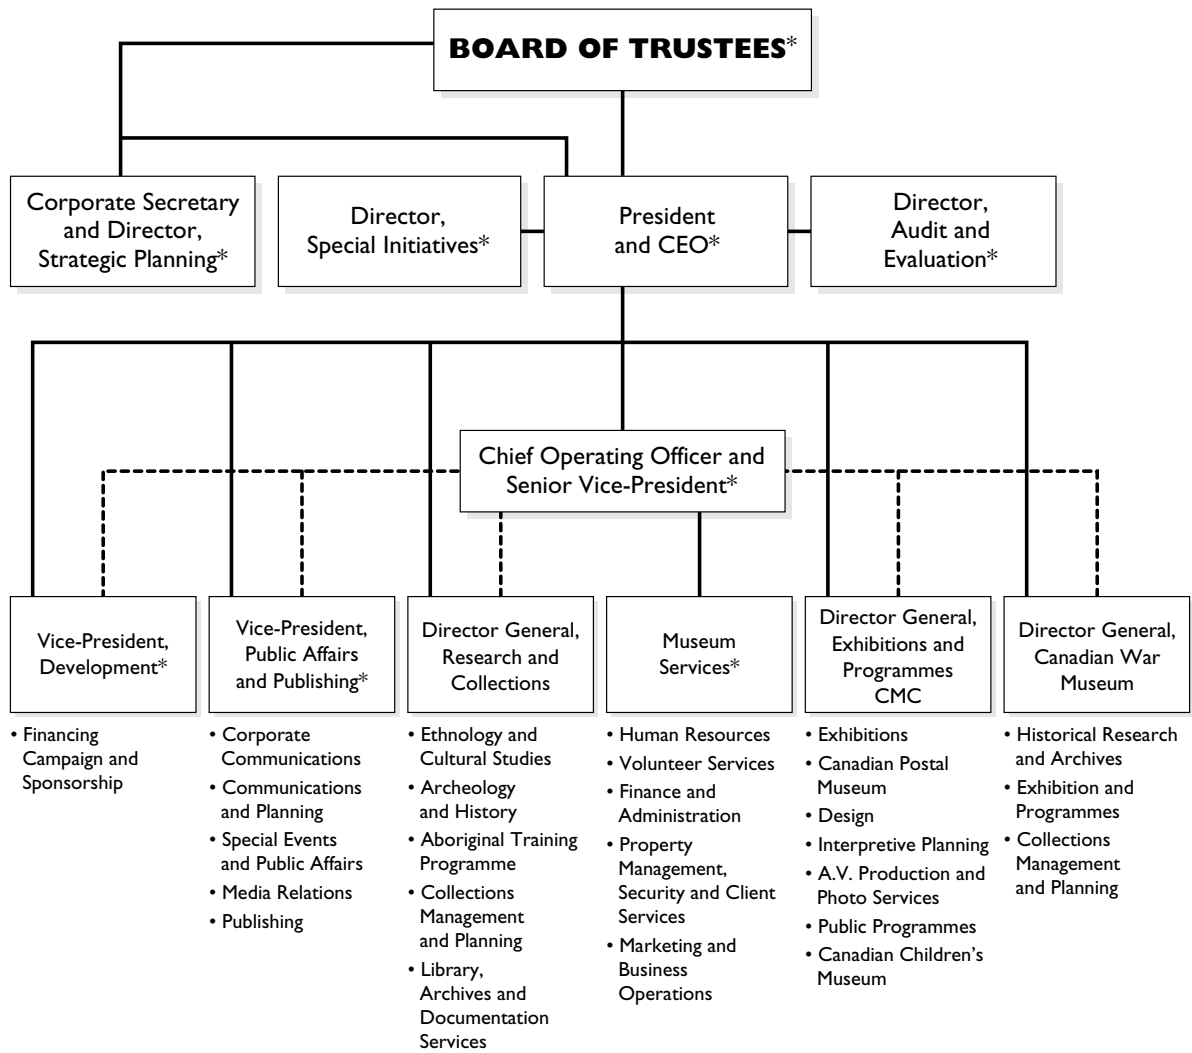 BOARD OF TRUSTEES*
Corporate Secretary
and Director,
Strategic Planning*
Director,
Special Initiatives*
President
and CEO*
Director,
Audit and
Evaluation*
Chief Operating Officer and
Senior Vice-President*
Vice-President,
Development*
• Financing
Campaign and
Sponsorship
Vice-President,
Public Affairs
and Publishing*
• Corporate
Communications
• Communications
and Planning
• Special Events
and Public Affairs
• Media Relations
• Publishing
Director General,
Research and
Collections
• Ethnology and
Cultural Studies
• Archeology
and History
• Aboriginal Training
Programme
• Collections
Management
and Planning
• Library,
Archives and
Documentation
Services
Museum
Services*
• Human Resources
• Volunteer Services
• Finance and
Administration
• Property
Management,
Security and Client
Services
• Marketing and
Business
Operations
Director General,
Exhibitions and
Programmes
CMC
• Exhibitions
• Canadian Postal
Museum
• Design
• Interpretive Planning
• A.V. Production and
Photo Services
• Public Programmes
• Canadian Children's
Museum
Director General,
Canadian War
Museum
• Historical Research
and Archives
• Exhibition and
Programmes
• Collections
Management
and Planning